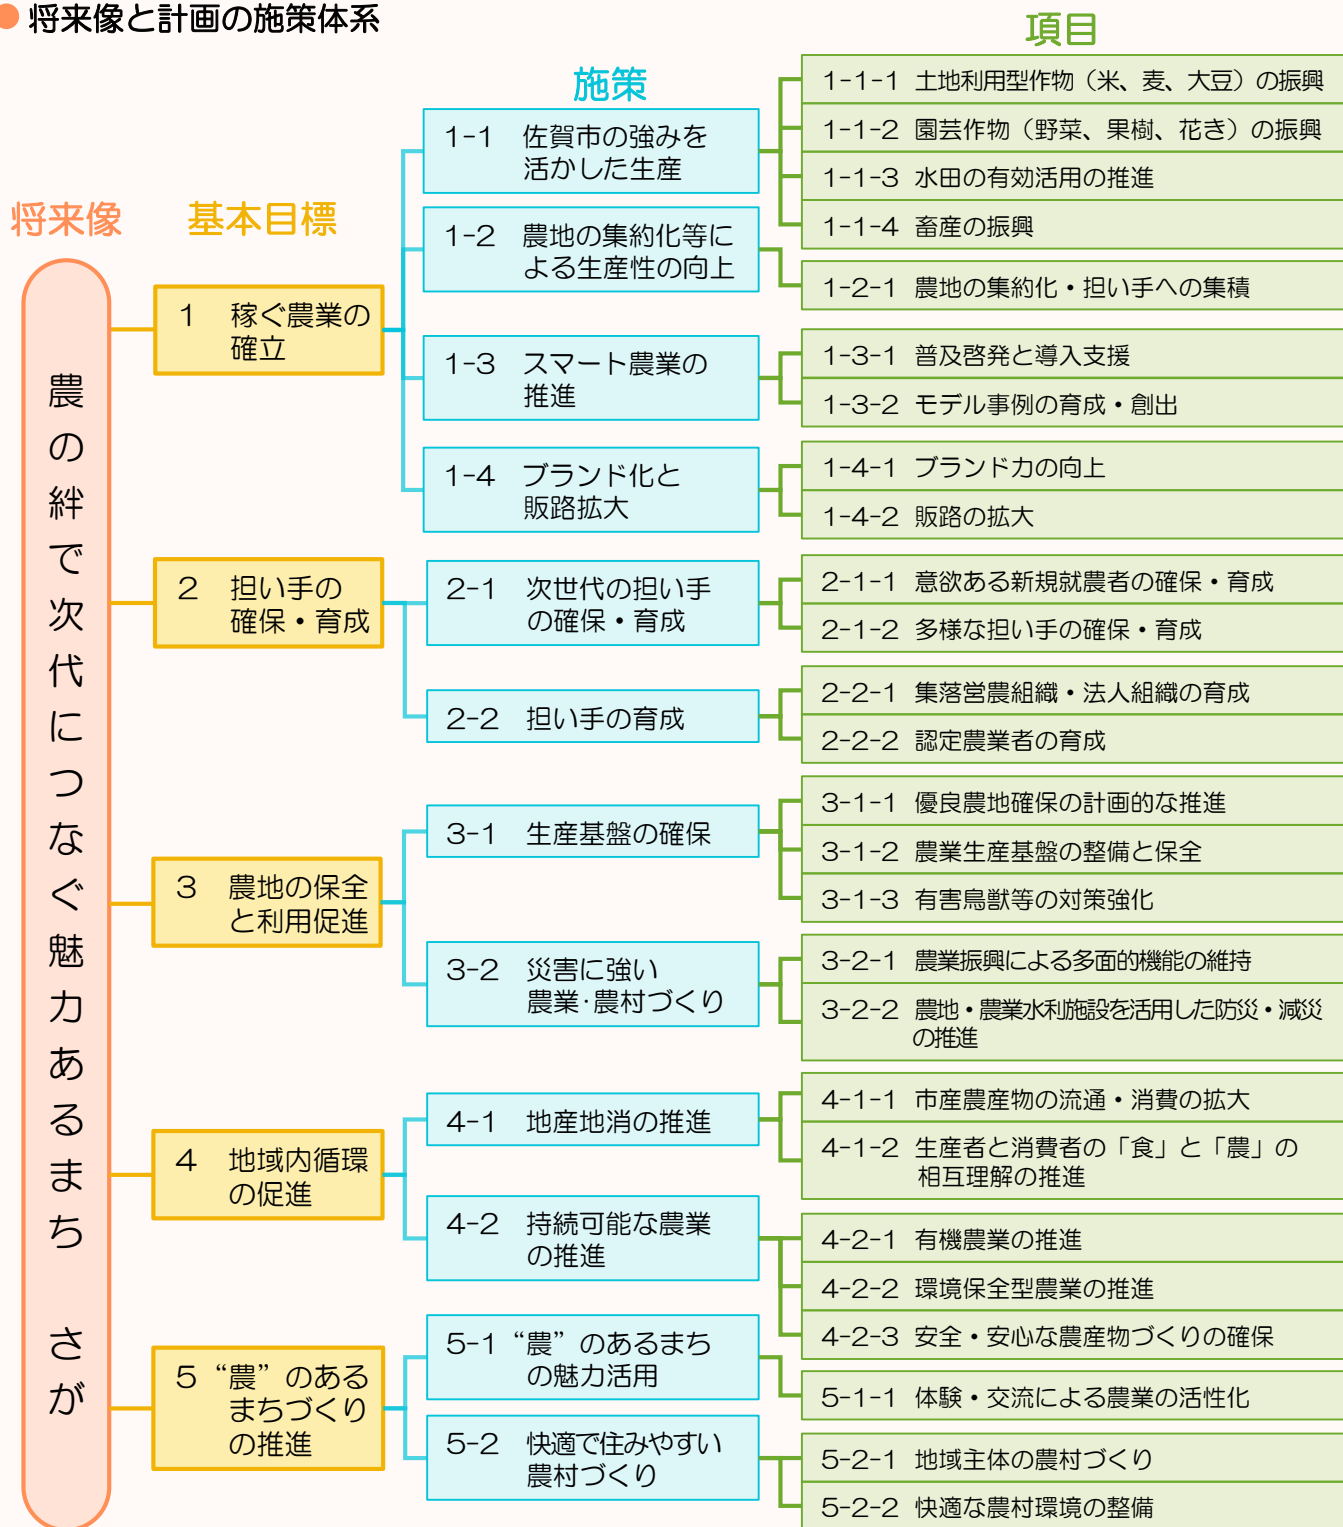 将来像と計画の施策体系
項目
施策
将来像
基本目標
農の絆で次代につなぐ魅力あるまち　さが
1　稼ぐ農業の
確立
1-1　佐賀市の強みを
活かした生産
1-1-1 土地利用型作物（米、麦、大豆）の振興
1-1-2 園芸作物（野菜、果樹、花き）の振興
1-1-3 水田の有効活用の推進
1-1-4 畜産の振興
1-2　農地の集約化等に
よる生産性の向上
1-2-1 農地の集約化・担い手への集積
1-3　スマート農業の
推進
1-3-1 普及啓発と導入支援
1-3-2 モデル事例の育成・創出
1-4　ブランド化と
販路拡大
1-4-1 ブランド力の向上
1-4-2 販路の拡大
2　担い手の
確保・育成
2-1　次世代の担い手
の確保・育成
2-1-1 意欲ある新規就農者の確保・育成
2-1-2 多様な担い手の確保・育成
2-2　担い手の育成
2-2-1 集落営農組織・法人組織の育成
2-2-2 認定農業者の育成
3　農地の保全
と利用促進
3-1　生産基盤の確保
3-1-1 優良農地確保の計画的な推進
3-1-2 農業生産基盤の整備と保全
3-1-3 有害鳥獣等の対策強化
3-2　災害に強い
農業・農村づくり
3-2-1 農業振興による多面的機能の維持
3-2-2 農地・農業水利施設を活用した防災・減災
の推進
4　地域内循環
の促進
4-1　地産地消の推進
4-1-1 市産農産物の流通・消費の拡大
4-1-2 生産者と消費者の「食」と「農」の
相互理解の推進
4-2　持続可能な農業
の推進
4-2-1 有機農業の推進
4-2-2 環境保全型農業の推進
4-2-3 安全・安心な農産物づくりの確保
5 “農”のある
まちづくり
の推進
5-1 “農”のあるまち
の魅力活用
5-1-1 体験・交流による農業の活性化
5-2　快適で住みやすい
農村づくり
5-2-1 地域主体の農村づくり
5-2-2 快適な農村環境の整備